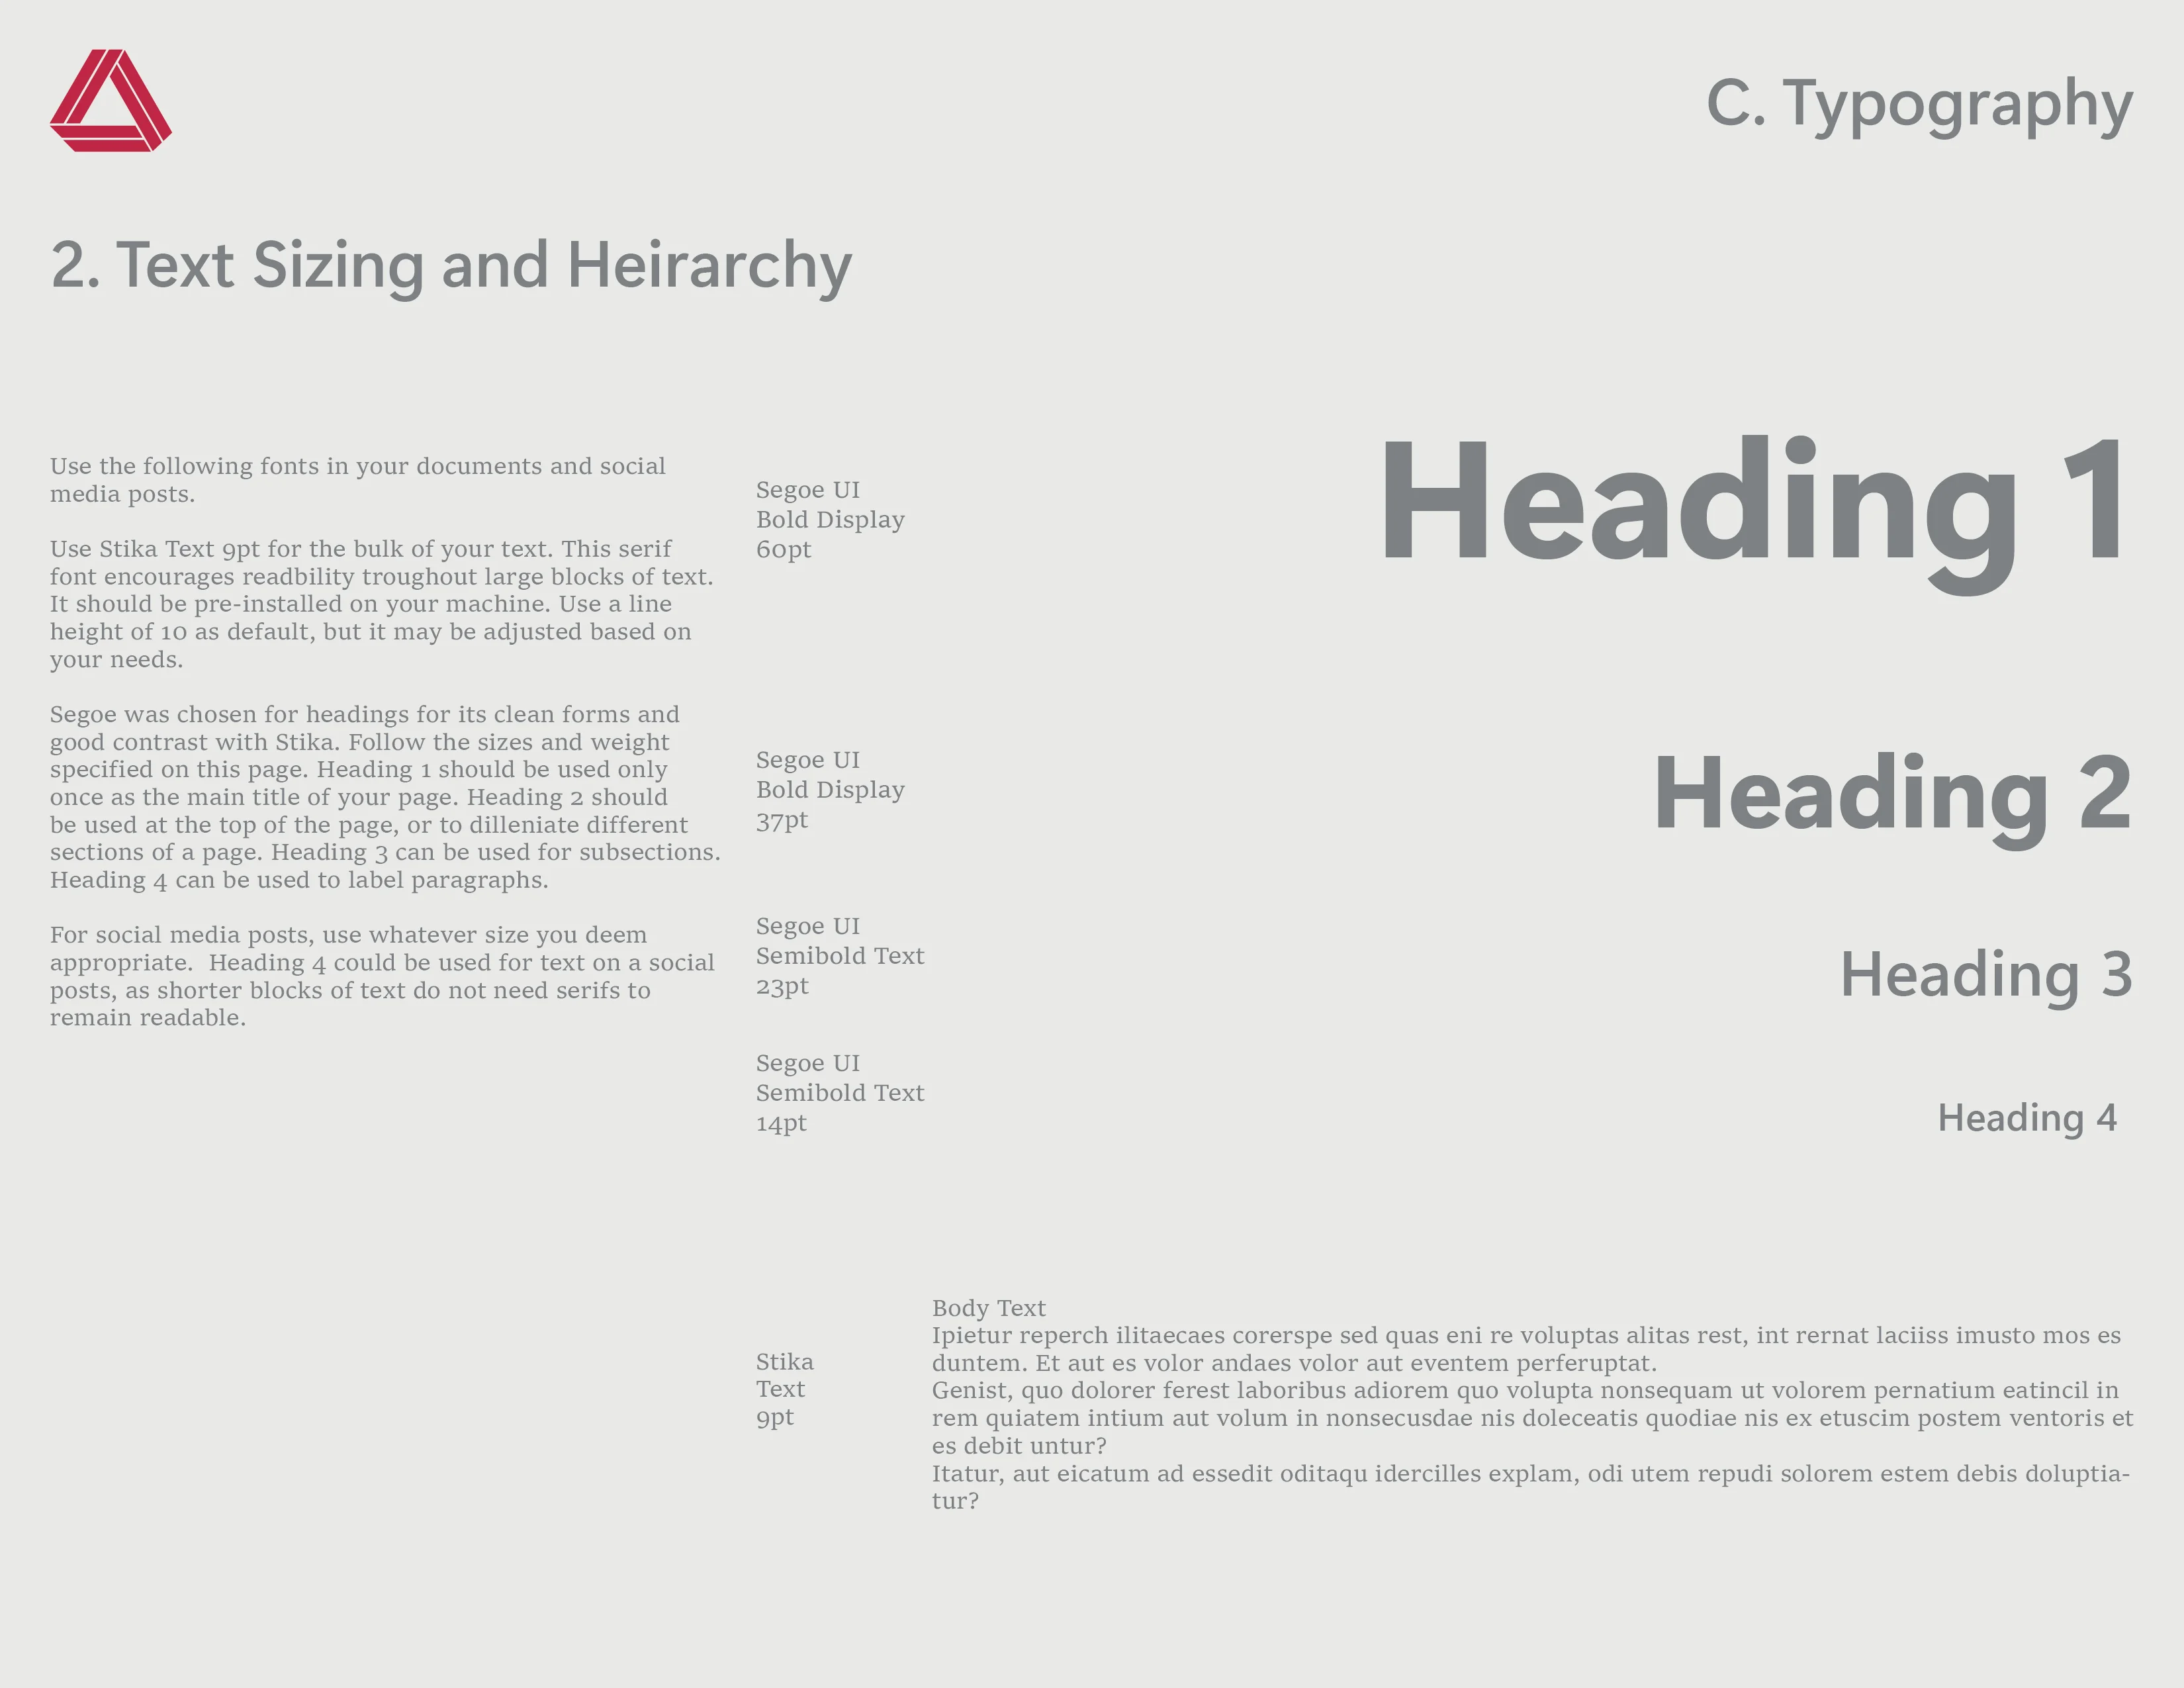 C. Typography
2. Text Sizing and Heirarchy
Use the following fonts in your documents and social
media posts.
Use Stika Text 9pt for the bulk of your text. This serif
font encourages readbility troughout large blocks of text.
It should be pre-installed on your machine. Use a line
height of 10 as default, but it may be adjusted based on
your needs.
Segoe was chosen for headings for its clean forms and
good contrast with Stika. Follow the sizes and weight
specified on this page. Heading 1 should be used only
once as the main title of your page. Heading 2 should
be used at the top of the page, or to dilleniate different
sections of a page. Heading 3 can be used for subsections.
Heading 4 can be used to label paragraphs.
For social media posts, use whatever size you deem
appropriate.  Heading 4 could be used for text on a social
posts, as shorter blocks of text do not need serifs to
remain readable.
Segoe UI
Bold Display
60pt
Heading 1
Segoe UI
Bold Display
37pt
Heading 2
Segoe UI
Semibold Text
23pt
Heading 3
Segoe UI
Semibold Text
14pt
Heading 4
Stika
Text
9pt
Body Text
Ipietur reperch ilitaecaes corerspe sed quas eni re voluptas alitas rest, int rernat laciiss imusto mos es
duntem. Et aut es volor andaes volor aut eventem perferuptat.
Genist, quo dolorer ferest laboribus adiorem quo volupta nonsequam ut volorem pernatium eatincil in
rem quiatem intium aut volum in nonsecusdae nis doleceatis quodiae nis ex etuscim postem ventoris et
es debit untur?
Itatur, aut eicatum ad essedit oditaqu idercilles explam, odi utem repudi solorem estem debis doluptia-
tur?